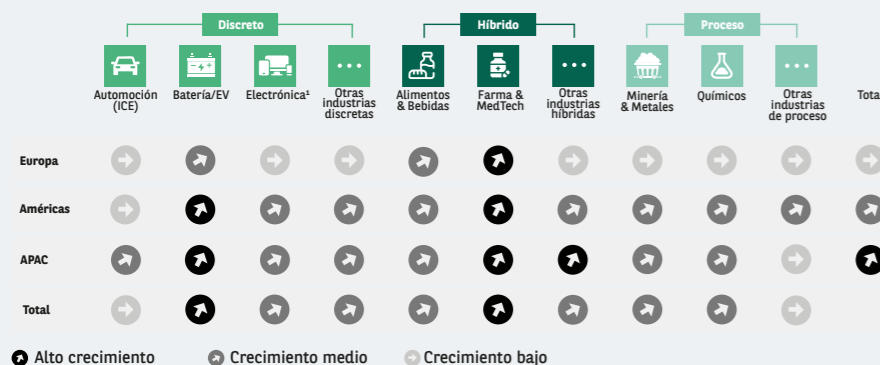 Discreto
Híbrido
Proceso
Automoción
(ICE)
Batería/EV
Electrónica¹
Otras
industrias
discretas
Alimentos
& Bebidas
Farma &
MedTech
Otras
industrias
híbridas
Minería
& Metales
Químicos
Otras
industrias
de proceso
Total
Europa
Américas
APAC
Total
Alto crecimiento
Crecimiento medio
Crecimiento bajo